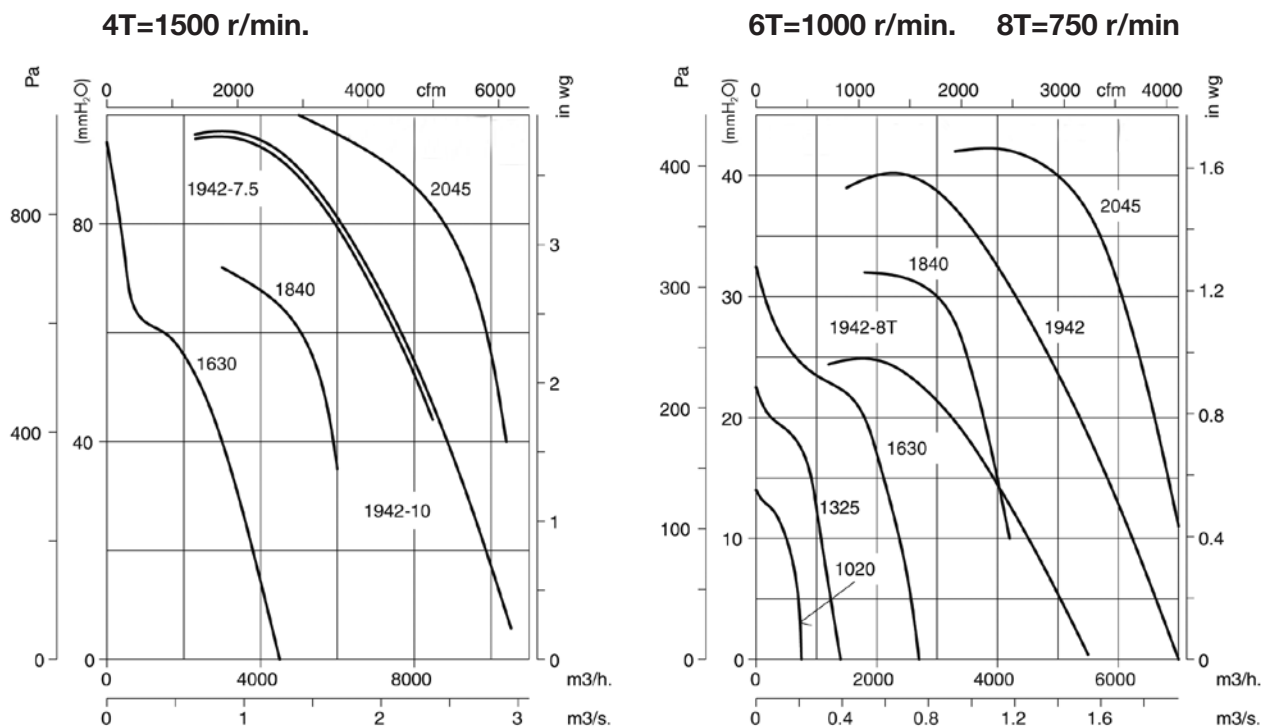 4T=1500 r/min.
Pa
(mmH₂O)
0 2000 4000 cfm 6000
in wg
800
400
0
80
40
0
3
2
1
0
1942-7.5
2045
1840
1630
1942-10
0 4000 8000 m3/h.
0 1 2 3 m3/s.
6T=1000 r/min. 8T=750 r/min
Pa
(mmH₂O)
0 1000 2000 3000 cfm 4000
in wg
400
300
200
100
0
40
30
20
10
0
1.6
1.2
0.8
0.4
0
2045
1840
1942-8T
1942
1630
1325
1020
0 2000 4000 6000 m3/h.
0 0.4 0.8 1.2 1.6 m3/s.